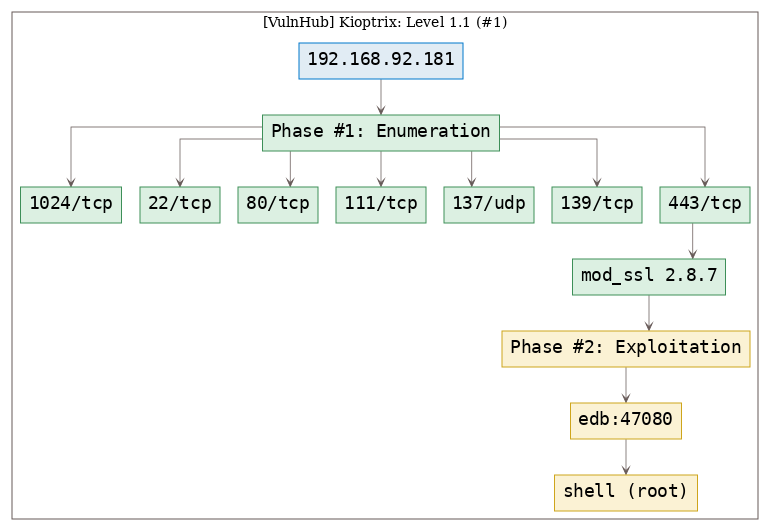 [VulnHub] Kioptrix: Level 1.1 (#1)
192.168.92.181
Phase #1: Enumeration
1024/tcp
22/tcp
80/tcp
111/tcp
137/udp
139/tcp
443/tcp
mod_ssl 2.8.7
Phase #2: Exploitation
edb:47080
shell (root)